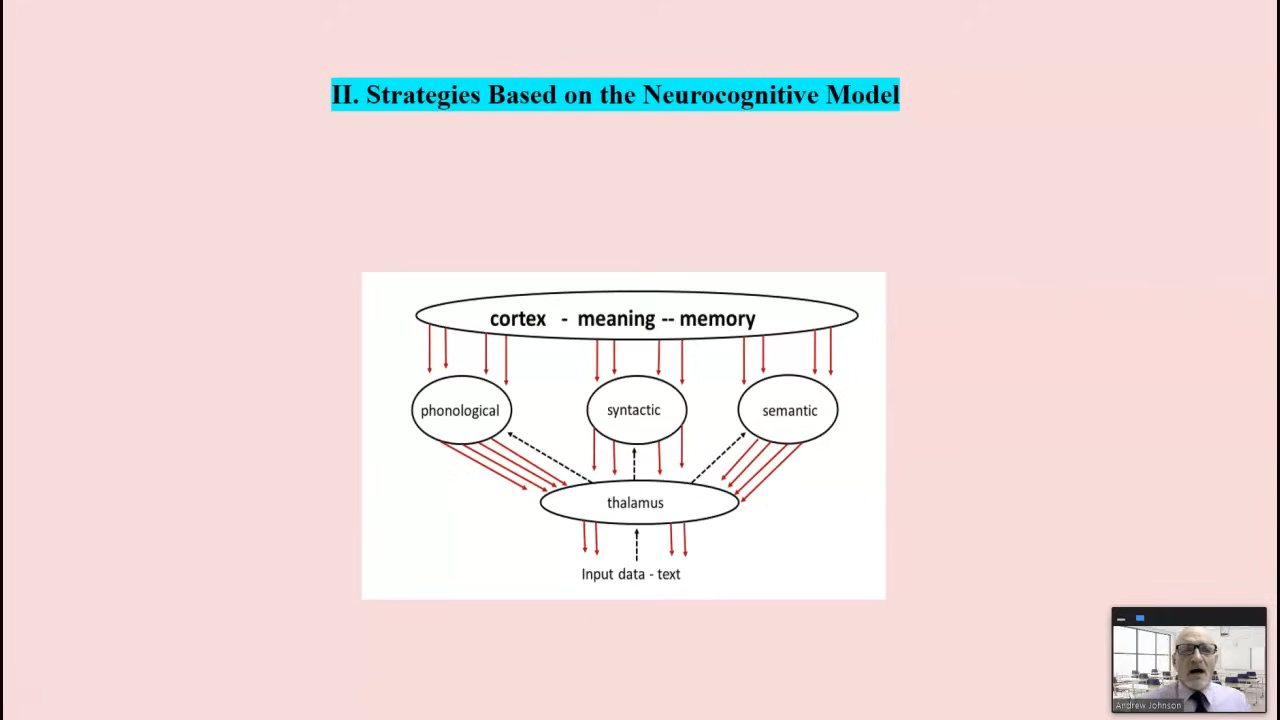 II. Strategies Based on the Neurocognitive Model
cortex - meaning -- memory
phonological
syntactic
semantic
thalamus
Input data - text
Andrew Johnson